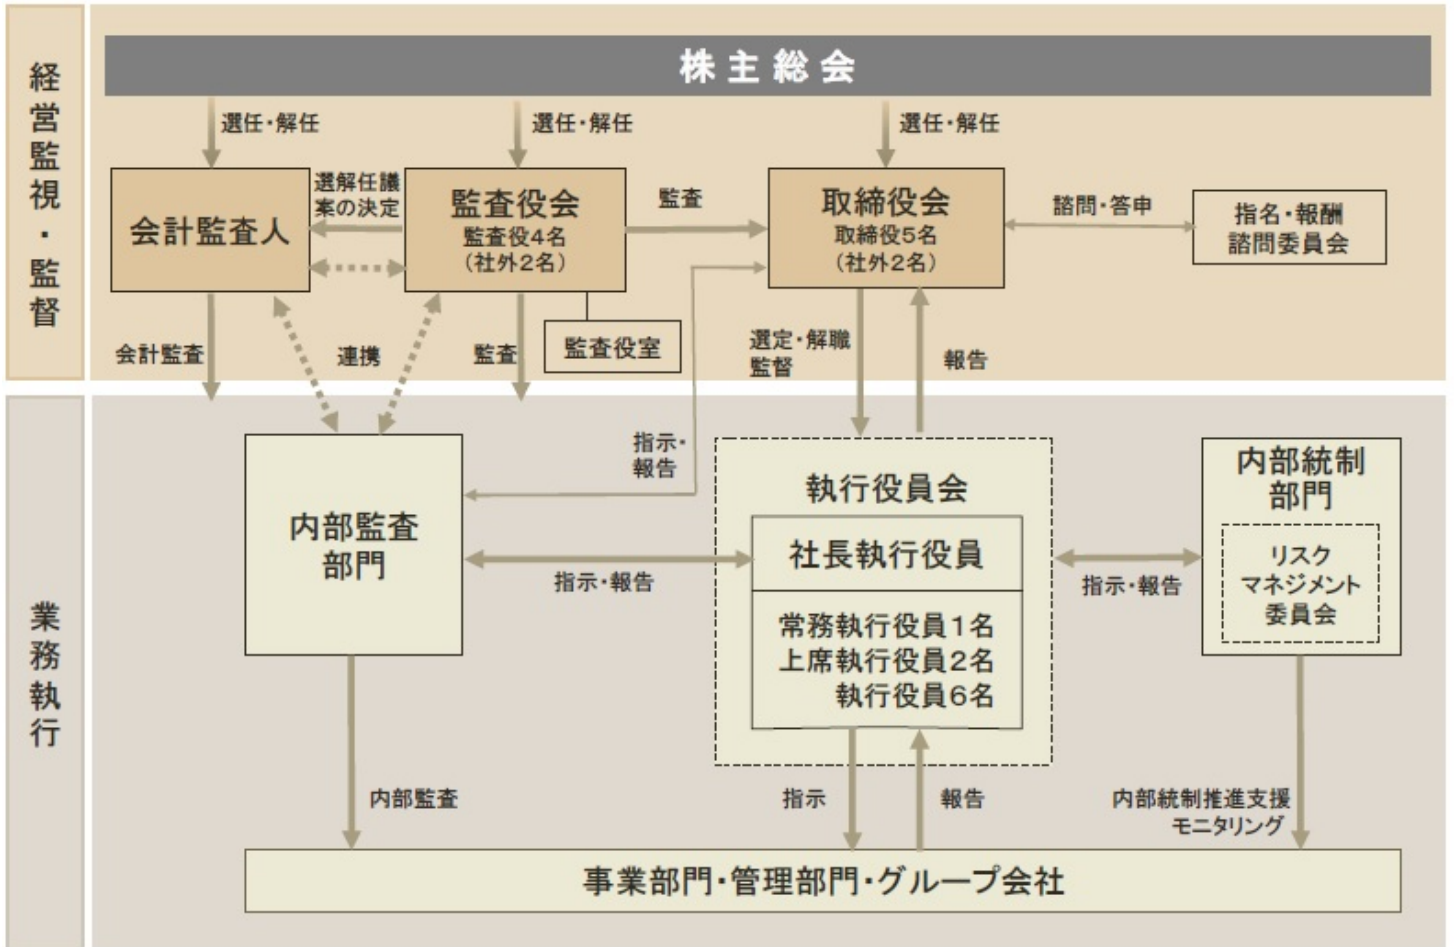 経営監視・監督
株主総会
選任・解任
選任・解任
選任・解任
会計監査人
選解任議
案の決定
監査役会
監査役4名
(社外2名)
監査
取締役会
取締役5名
(社外2名)
諮問・答申
指名・報酬
諮問委員会
会計監査
連携
監査
監査役室
選定・解職
監督
報告
業務執行
指示・
報告
内部監査
部門
指示・報告
執行役員会
社長執行役員
常務執行役員1名
上席執行役員2名
執行役員6名
指示・報告
内部統制
部門
リスク
マネジメント
委員会
内部監査
指示
報告
内部統制推進支援
モニタリング
事業部門・管理部門・グループ会社